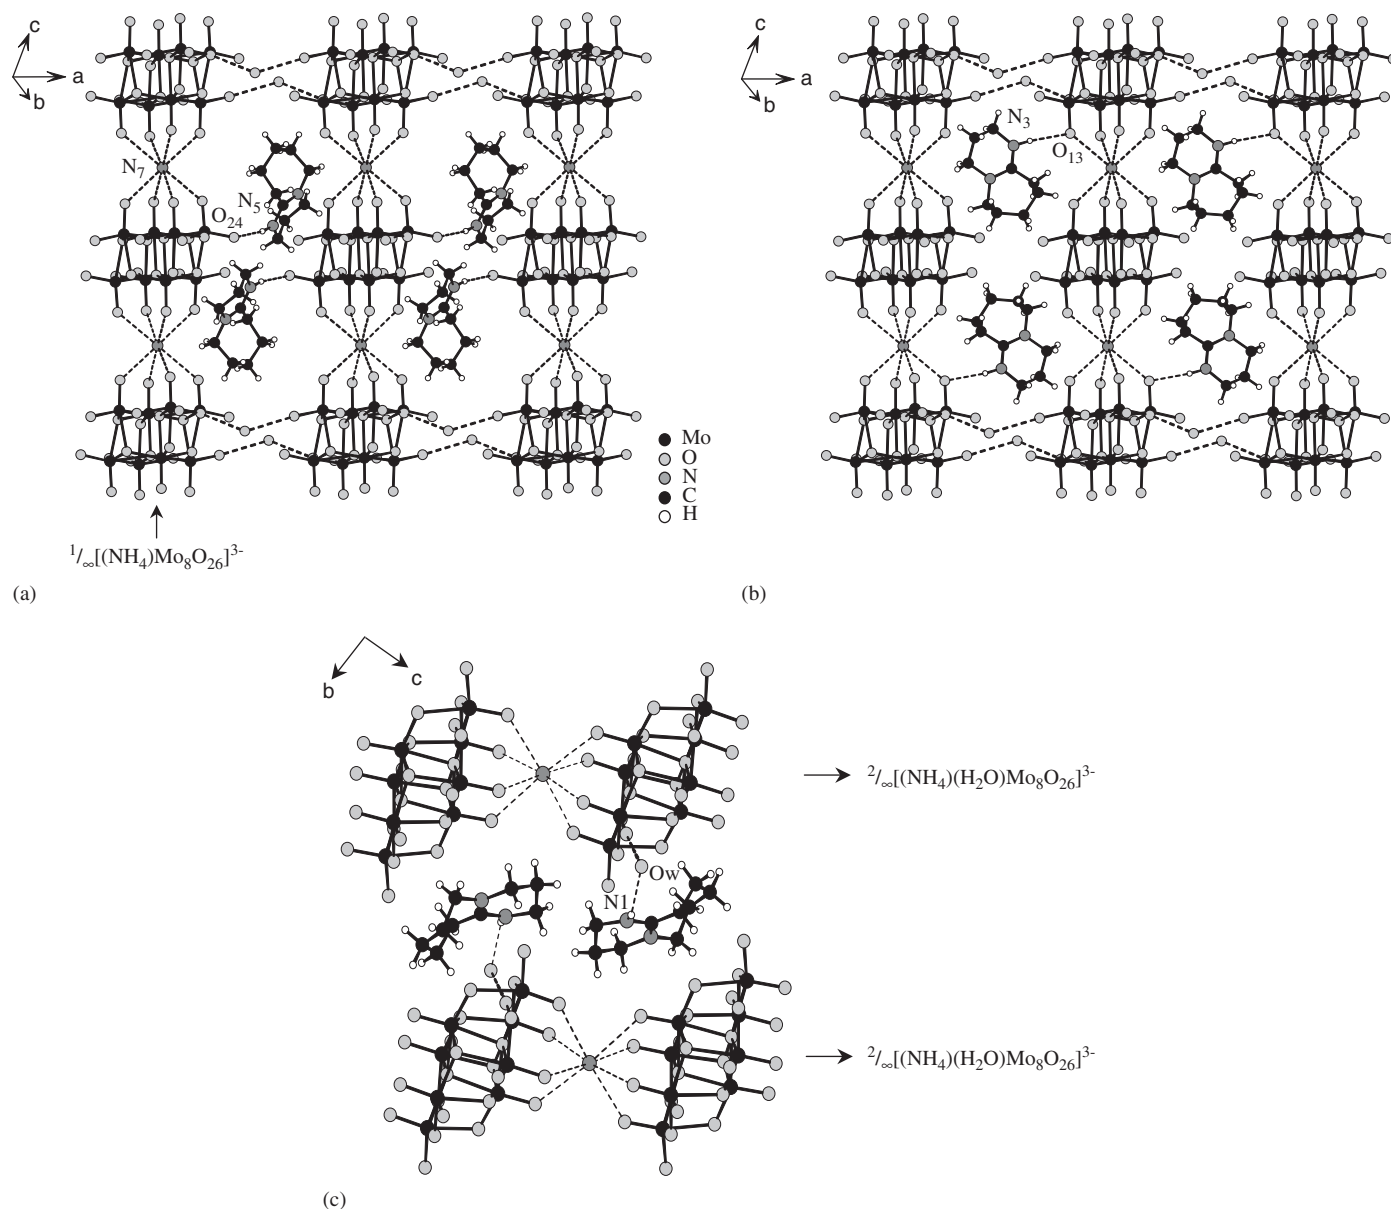 c
a
b
N7
N5
O24
Mo
O
N
C
H
1/∞[(NH4)Mo8O26]3-
(a)
c
a
b
N3
O13
(b)
b
c
Ow
N1
2/∞[(NH4)(H2O)Mo8O26]3-
2/∞[(NH4)(H2O)Mo8O26]3-
(c)